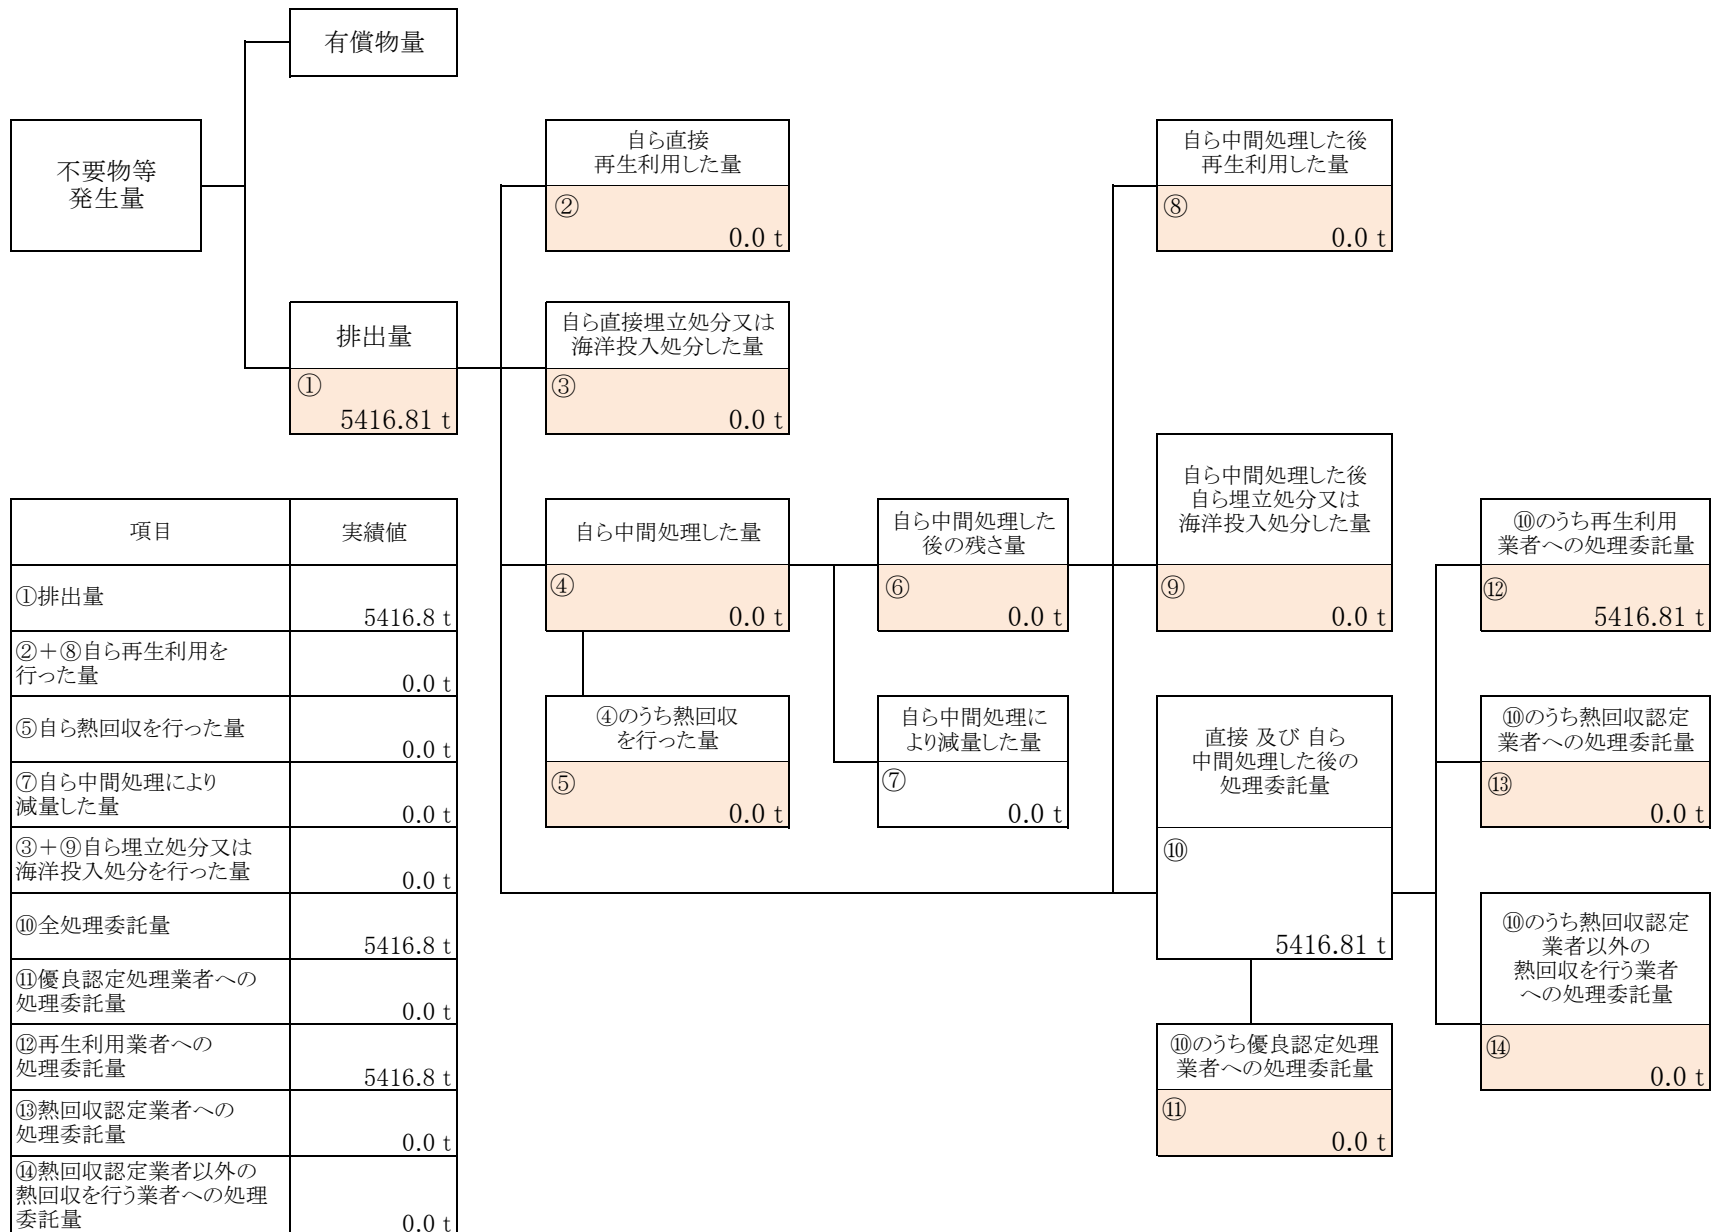 有償物量
不要物等
発生量
自ら直接
再生利用した量
②
0.0 t
自ら中間処理した後
再生利用した量
⑧
0.0 t
排出量
①
5416.81 t
自ら直接埋立処分又は
海洋投入処分した量
③
0.0 t
自ら中間処理した量
④
0.0 t
自ら中間処理した
後の残さ量
⑥
0.0 t
自ら中間処理した後
自ら埋立処分又は
海洋投入処分した量
⑨
0.0 t
⑩のうち再生利用
業者への処理委託量
⑫
5416.81 t
④のうち熱回収
を行った量
⑤
0.0 t
自ら中間処理に
より減量した量
⑦
0.0 t
直接 及び 自ら
中間処理した後の
処理委託量
⑩
5416.81 t
⑩のうち熱回収認定
業者への処理委託量
⑬
0.0 t
⑩のうち熱回収認定
業者以外の
熱回収を行う業者
への処理委託量
⑭
0.0 t
⑩のうち優良認定処理
業者への処理委託量
⑪
0.0 t
項目 実績値
①排出量
5416.8 t
②＋⑧自ら再生利用を
行った量
0.0 t
⑤自ら熱回収を行った量
0.0 t
⑦自ら中間処理により
減量した量
0.0 t
③＋⑨自ら埋立処分又は
海洋投入処分を行った量
0.0 t
⑩全処理委託量
5416.8 t
⑪優良認定処理業者への
処理委託量
0.0 t
⑫再生利用業者への
処理委託量
5416.8 t
⑬熱回収認定業者への
処理委託量
0.0 t
⑭熱回収認定業者以外の
熱回収を行う業者への処理
委託量
0.0 t